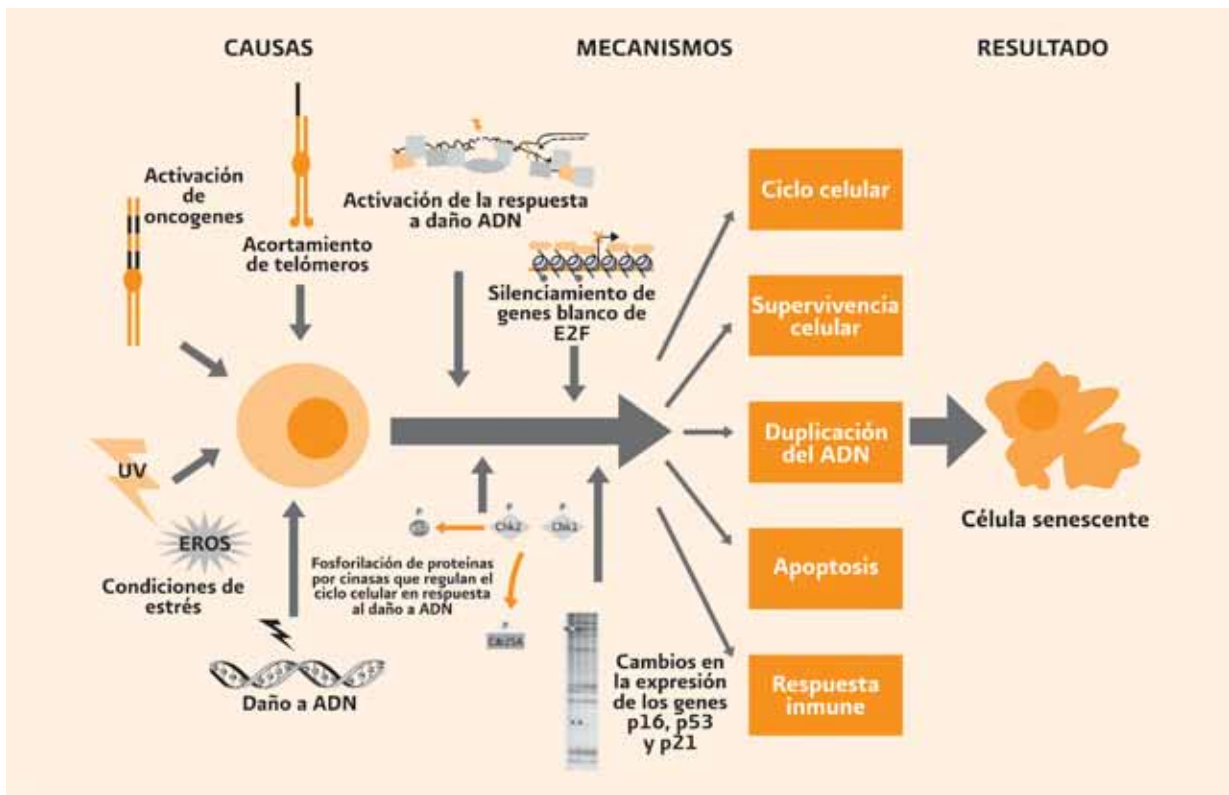 CAUSAS
MECANISMOS
RESULTADO
Activación
de
oncogenes
Acortamiento
de telómeros
Activación de la respuesta
a daño ADN
Silenciamiento de
genes blanco de
E2F
UV
EROS
Condiciones de
estrés
Daño a ADN
P
P
Chk2
Chk1
Fosforilación de proteínas
por cinasas que regulan el
ciclo celular en respuesta
al daño a ADN
P
Cdc25A
Cambios en
la expresión
de los genes
p16, p53
y p21
Ciclo celular
Supervivencia
celular
Duplicación
del ADN
Apoptosis
Respuesta
inmune
Célula senescente